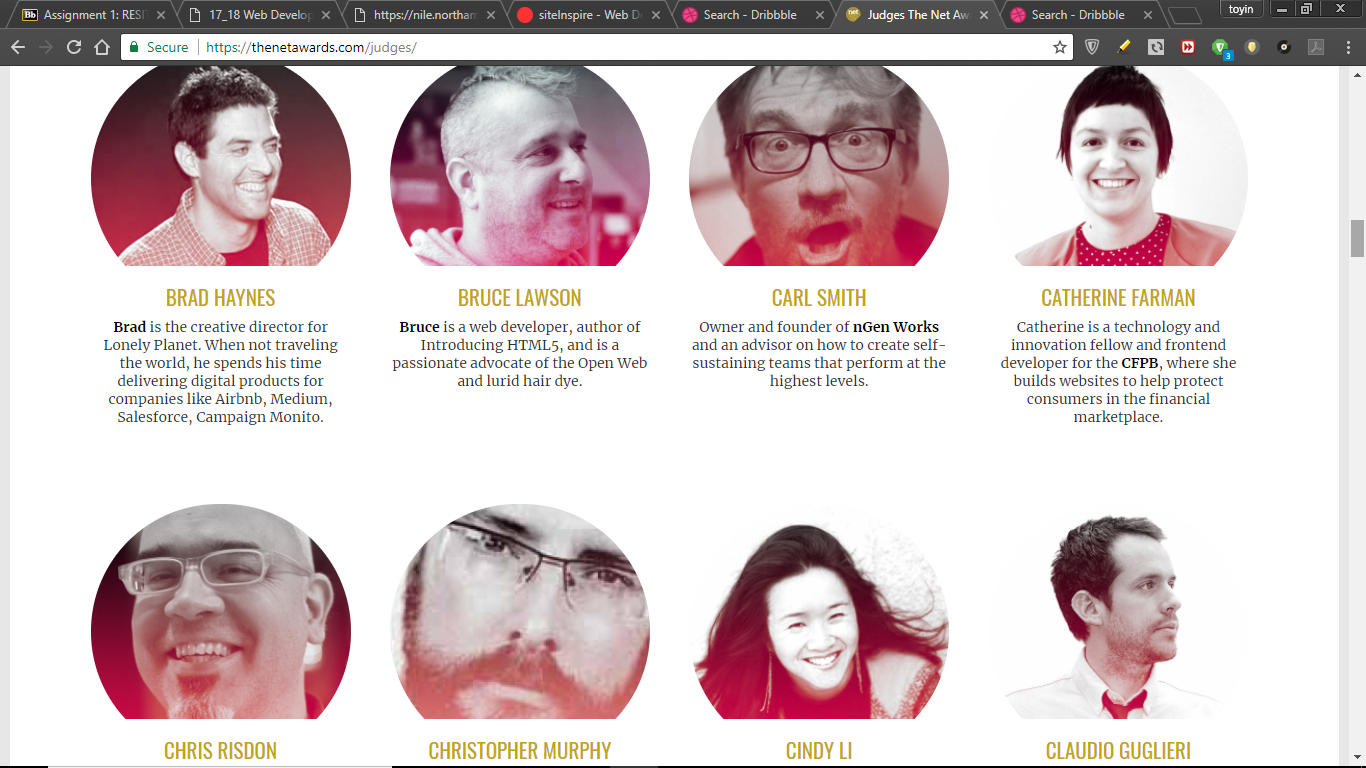 Assignment 1: RESI
17_18 Web Develop
https://nile.northam
siteInspire - Web D
Search - Dribbble
Judges The Net Aw
Search - Dribbble
toyin
Secure
https://thenetawards.com/judges/
3
BRAD HAYNES
Brad is the creative director for
Lonely Planet. When not traveling
the world, he spends his time
delivering digital products for
companies like Airbnb, Medium,
Salesforce, Campaign Monito.
BRUCE LAWSON
Bruce is a web developer, author of
Introducing HTML5, and is a
passionate advocate of the Open Web
and lurid hair dye.
CARL SMITH
Owner and founder of nGen Works
and an advisor on how to create self-
sustaining teams that perform at the
highest levels.
CATHERINE FARMAN
Catherine is a technology and
innovation fellow and frontend
developer for the CFPB, where she
builds websites to help protect
consumers in the financial
marketplace.
CHRIS RISDON
CHRISTOPHER MURPHY
CINDY LI
CLAUDIO GUGLIERI